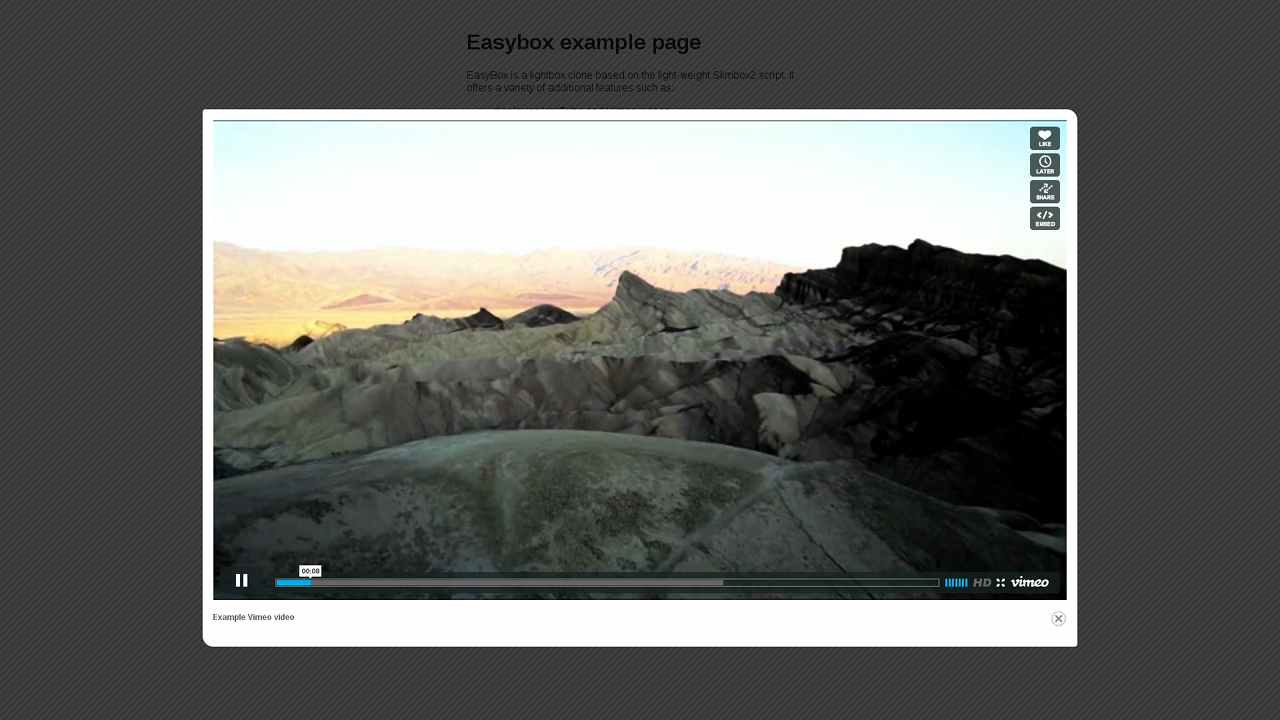 Easybox example page
EasyBox is a lightbox clone based on the light-weight Slimbox2 script. It
offers a variety of additional features such as:
LIKE
LATER
SHARE
EMBED
00:08
HD
vimeo
Example Vimeo video